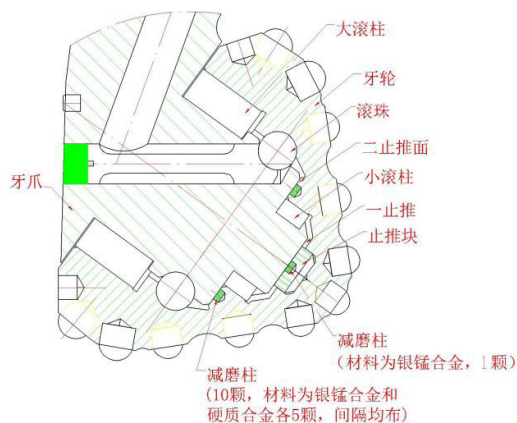 大滚柱
牙轮
滚珠
二止推面
小滚柱
一止推
止推块
牙爪
减磨柱
(材料为银锰合金，1颗)
减磨柱
(10颗，材料为银锰合金和
硬质合金各5颗，间隔均布)